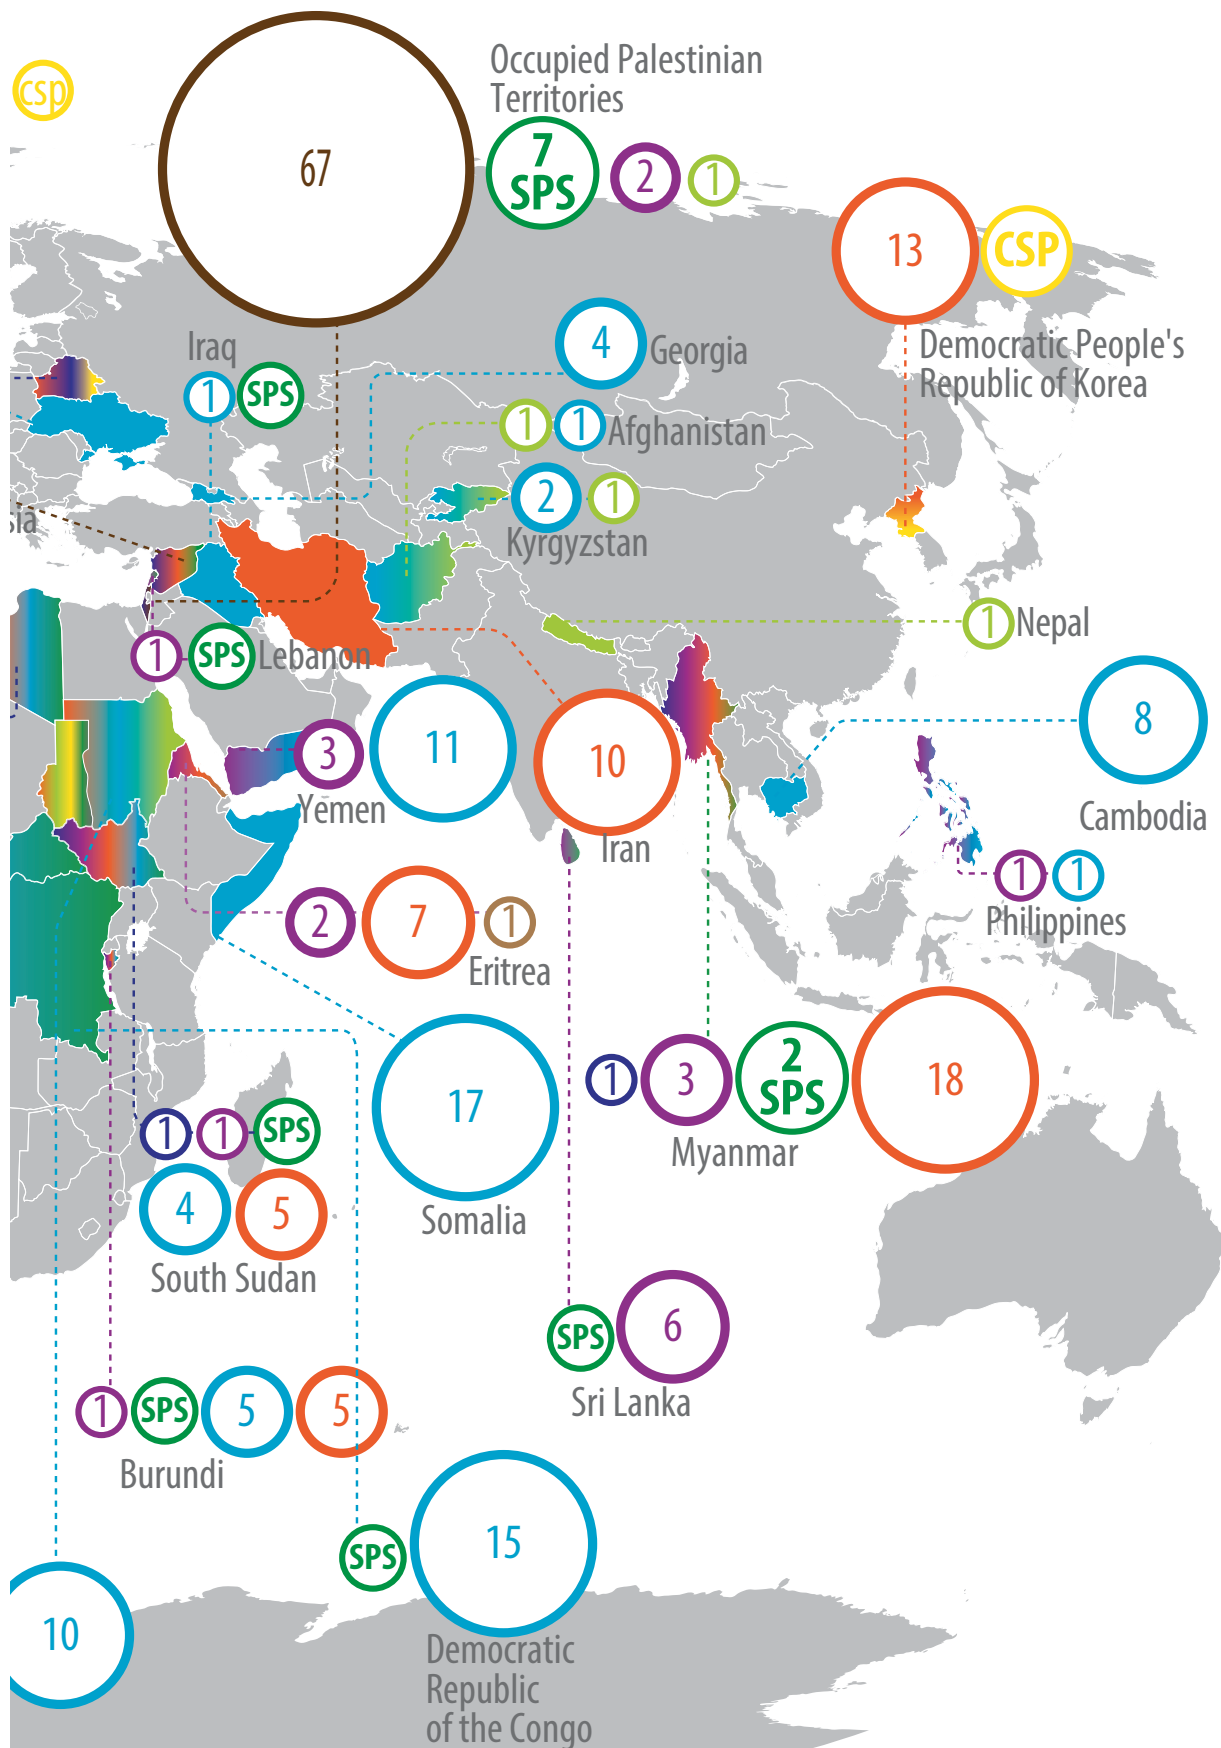 Occupied Palestinian
Territories
csp
67
7
SPS
2
1
13
CSP
Democratic People's
Republic of Korea
4
Georgia
Iraq
1
SPS
1
1
Afghanistan
2
1
Kyrgyzstan
sia
1
Nepal
1
SPS
Lebanon
3
Yemen
11
10
Iran
8
Cambodia
1
1
Philippines
2
7
1
Eritrea
17
Somalia
1
3
2
SPS
18
Myanmar
1
1
SPS
4
5
South Sudan
SPS
6
Sri Lanka
1
SPS
5
5
Burundi
SPS
15
Democratic
Republic
of the Congo
10